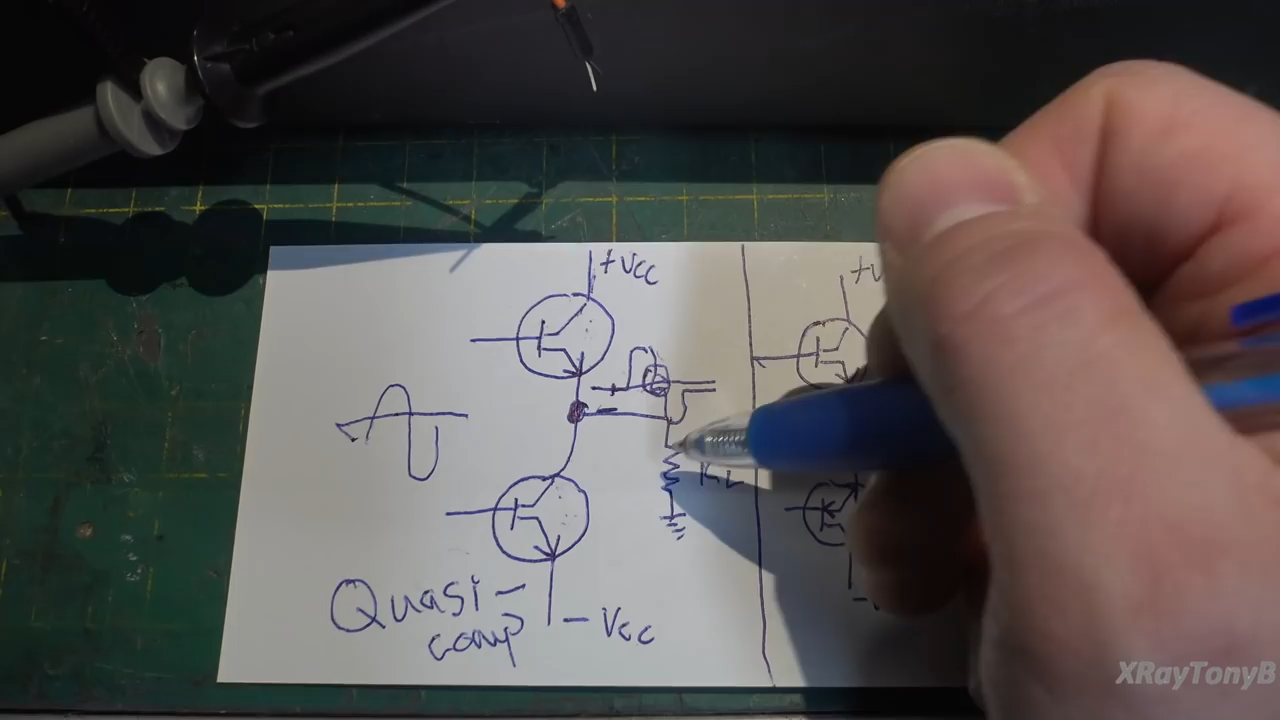 +Vcc
+V
RL
Quasi-
comp
- Vcc
-V
XRayTonyB